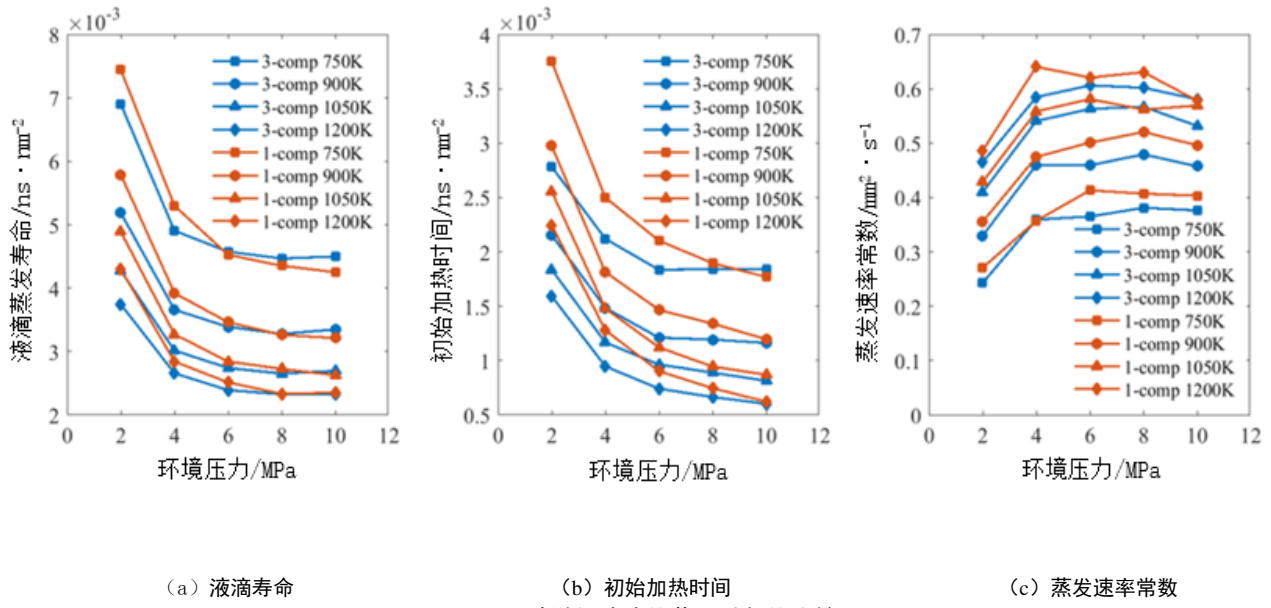 ×10⁻³
8
7
6
5
4
3
2
0 2 4 6 8 10 12
液滴蒸发寿命/ns·nm⁻²
环境压力/MPa
3-comp 750K
3-comp 900K
3-comp 1050K
3-comp 1200K
1-comp 750K
1-comp 900K
1-comp 1050K
1-comp 1200K
(a)液滴寿命
×10⁻³
4
3.5
3
2.5
2
1.5
1
0.5
0 2 4 6 8 10 12
初始加热时间/ns·nm⁻²
环境压力/MPa
3-comp 750K
3-comp 900K
3-comp 1050K
3-comp 1200K
1-comp 750K
1-comp 900K
1-comp 1050K
1-comp 1200K
(b)初始加热时间
0.7
0.6
0.5
0.4
0.3
0.2
0.1
0
0 2 4 6 8 10 12
蒸发速率常数/mm²·s⁻¹
环境压力/MPa
3-comp 750K
3-comp 900K
3-comp 1050K
3-comp 1200K
1-comp 750K
1-comp 900K
1-comp 1050K
1-comp 1200K
(c)蒸发速率常数